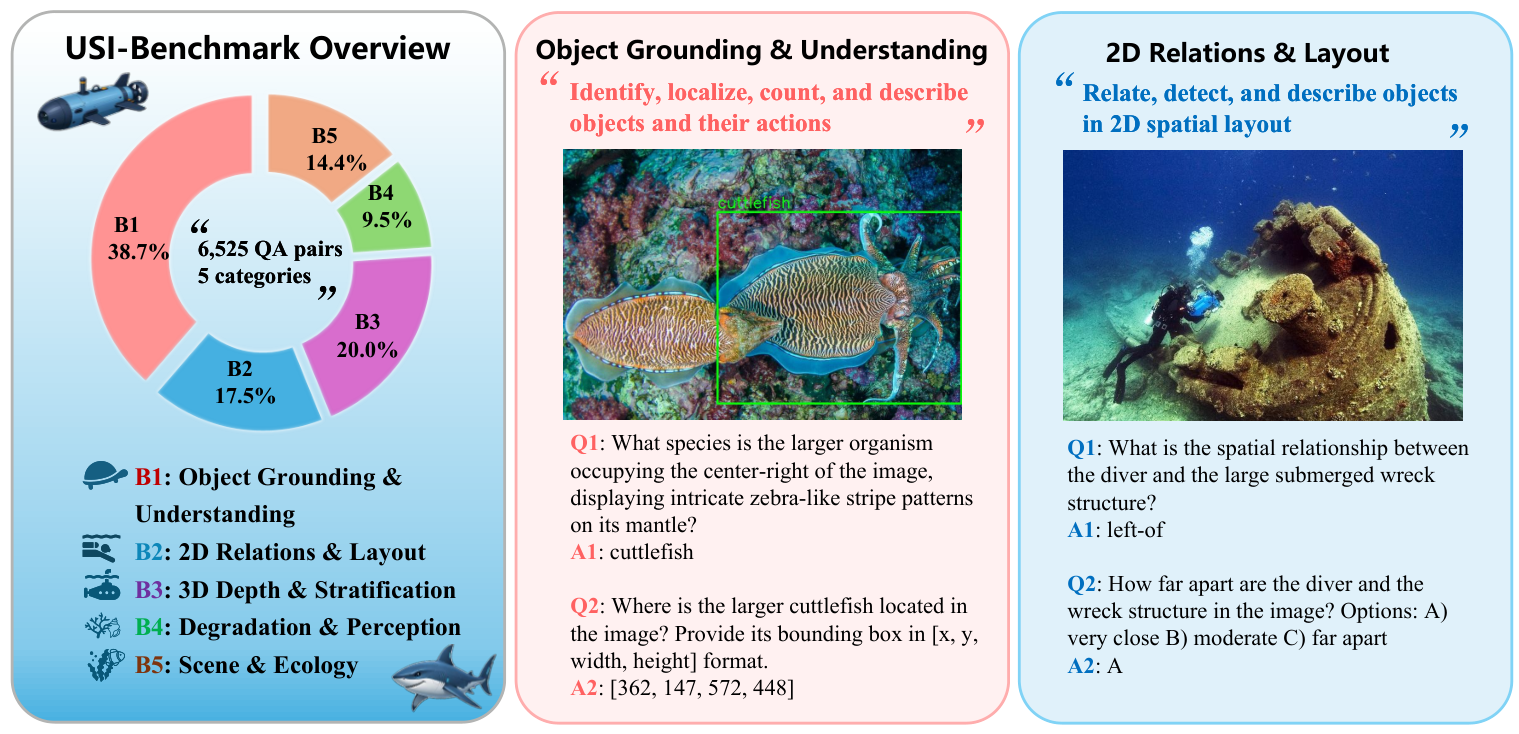 USI-Benchmark Overview
B5
14.4%
B4
9.5%
B1
38.7%
“
6,525 QA pairs
5 categories
”
B3
20.0%
B2
17.5%
B1: Object Grounding &
Understanding
B2: 2D Relations & Layout
B3: 3D Depth & Stratification
B4: Degradation & Perception
B5: Scene & Ecology
Object Grounding & Understanding
“ Identify, localize, count, and describe
objects and their actions ”
cuttlefish
Q1: What species is the larger organism
occupying the center-right of the image,
displaying intricate zebra-like stripe patterns
on its mantle?
A1: cuttlefish
Q2: Where is the larger cuttlefish located in
the image? Provide its bounding box in [x, y,
width, height] format.
A2: [362, 147, 572, 448]
2D Relations & Layout
“ Relate, detect, and describe objects
in 2D spatial layout ”
Q1: What is the spatial relationship between
the diver and the large submerged wreck
structure?
A1: left-of
Q2: How far apart are the diver and the
wreck structure in the image? Options: A)
very close B) moderate C) far apart
A2: A